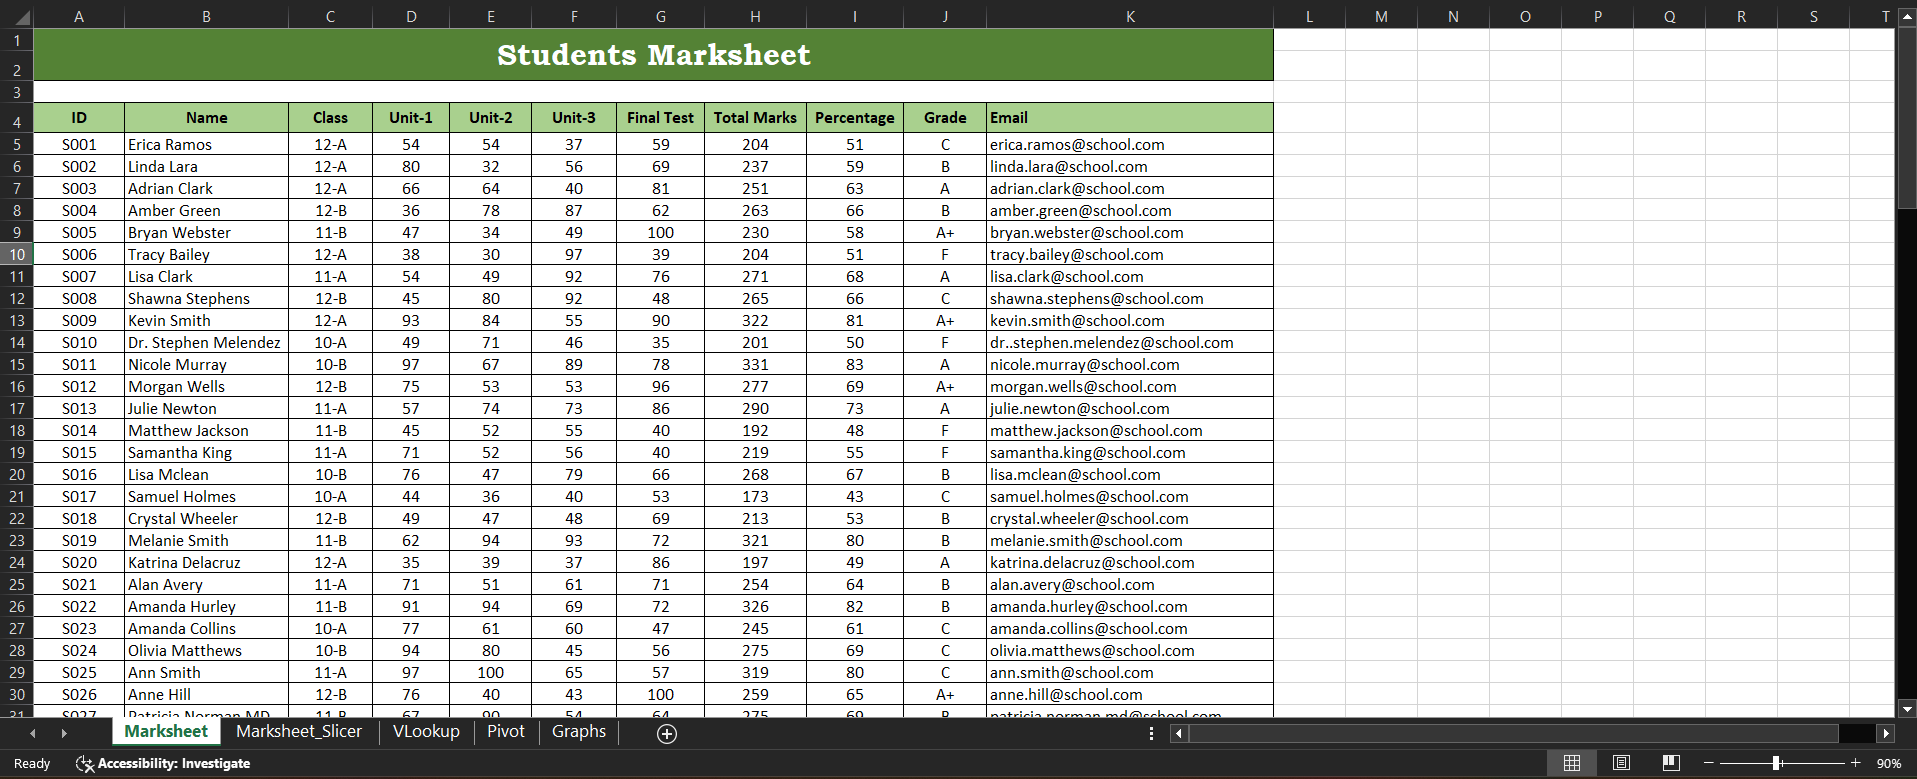 A B C D E F G H I J K L M N O P Q R S T
1 Students Marksheet
2
3
4 ID Name Class Unit-1 Unit-2 Unit-3 Final Test Total Marks Percentage Grade Email
5 S001 Erica Ramos 12-A 54 54 37 59 204 51 C erica.ramos@school.com
6 S002 Linda Lara 12-A 80 32 56 69 237 59 B linda.lara@school.com
7 S003 Adrian Clark 12-A 66 64 40 81 251 63 A adrian.clark@school.com
8 S004 Amber Green 12-B 36 78 87 62 263 66 B amber.green@school.com
9 S005 Bryan Webster 11-B 47 34 49 100 230 58 A+ bryan.webster@school.com
10 S006 Tracy Bailey 12-A 38 30 97 39 204 51 F tracy.bailey@school.com
11 S007 Lisa Clark 11-A 54 49 92 76 271 68 A lisa.clark@school.com
12 S008 Shawna Stephens 12-B 45 80 92 48 265 66 C shawna.stephens@school.com
13 S009 Kevin Smith 12-A 93 84 55 90 322 81 A+ kevin.smith@school.com
14 S010 Dr. Stephen Melendez 10-A 49 71 46 35 201 50 F dr..stephen.melendez@school.com
15 S011 Nicole Murray 10-B 97 67 89 78 331 83 A nicole.murray@school.com
16 S012 Morgan Wells 12-B 75 53 53 96 277 69 A+ morgan.wells@school.com
17 S013 Julie Newton 11-A 57 74 73 86 290 73 A julie.newton@school.com
18 S014 Matthew Jackson 11-B 45 52 55 40 192 48 F matthew.jackson@school.com
19 S015 Samantha King 11-A 71 52 56 40 219 55 F samantha.king@school.com
20 S016 Lisa Mclean 10-B 76 47 79 66 268 67 B lisa.mclean@school.com
21 S017 Samuel Holmes 10-A 44 36 40 53 173 43 C samuel.holmes@school.com
22 S018 Crystal Wheeler 12-B 49 47 48 69 213 53 B crystal.wheeler@school.com
23 S019 Melanie Smith 11-B 62 94 93 72 321 80 B melanie.smith@school.com
24 S020 Katrina Delacruz 12-A 35 39 37 86 197 49 A katrina.delacruz@school.com
25 S021 Alan Avery 11-A 71 51 61 71 254 64 B alan.avery@school.com
26 S022 Amanda Hurley 11-B 91 94 69 72 326 82 B amanda.hurley@school.com
27 S023 Amanda Collins 10-A 77 61 60 47 245 61 C amanda.collins@school.com
28 S024 Olivia Matthews 10-B 94 80 45 56 275 69 C olivia.matthews@school.com
29 S025 Ann Smith 11-A 97 100 65 57 319 80 C ann.smith@school.com
30 S026 Anne Hill 12-B 76 40 43 100 259 65 A+ anne.hill@school.com
31 S027 Patricia Norman MD 11-B 67 90 54 64 275 69 B patricia.norman.md@school.com
Marksheet Marksheet_Slicer VLookup Pivot Graphs
Ready Accessibility: Investigate 90%